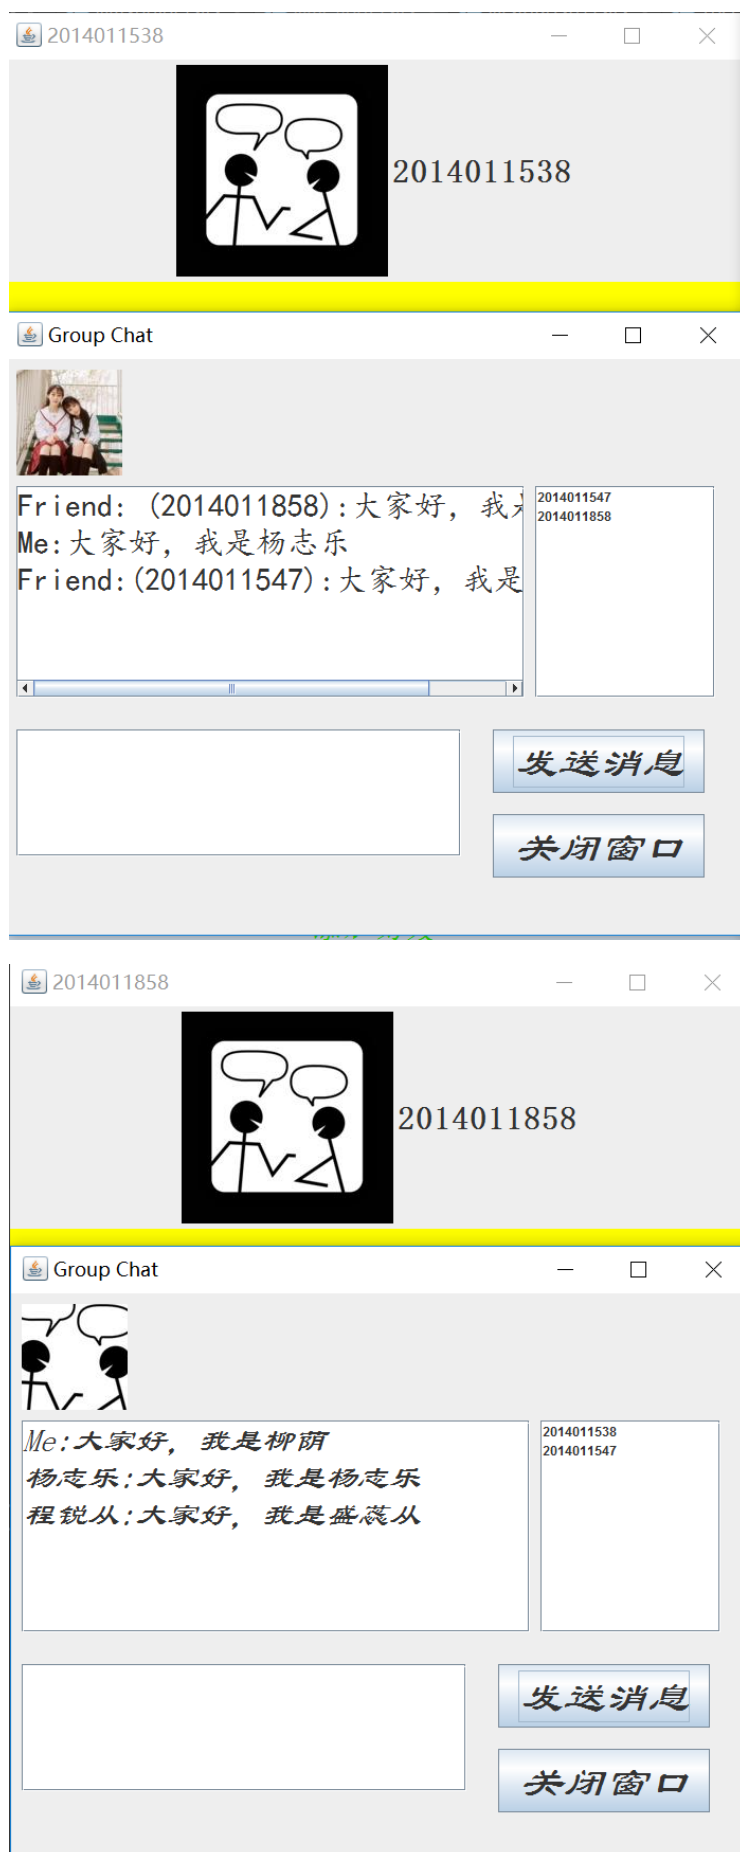 2014011538
2014011538
Group Chat
Friend: (2014011858):大家好, 我
Me:大家好, 我是杨志乐
Friend:(2014011547):大家好, 我是
2014011547
2014011858
发送消息
关闭窗口
2014011858
2014011858
Group Chat
Me:大家好, 我是柳荫
杨志乐:大家好, 我是杨志乐
程锐从:大家好, 我是盛蕊从
2014011538
2014011547
发送消息
关闭窗口